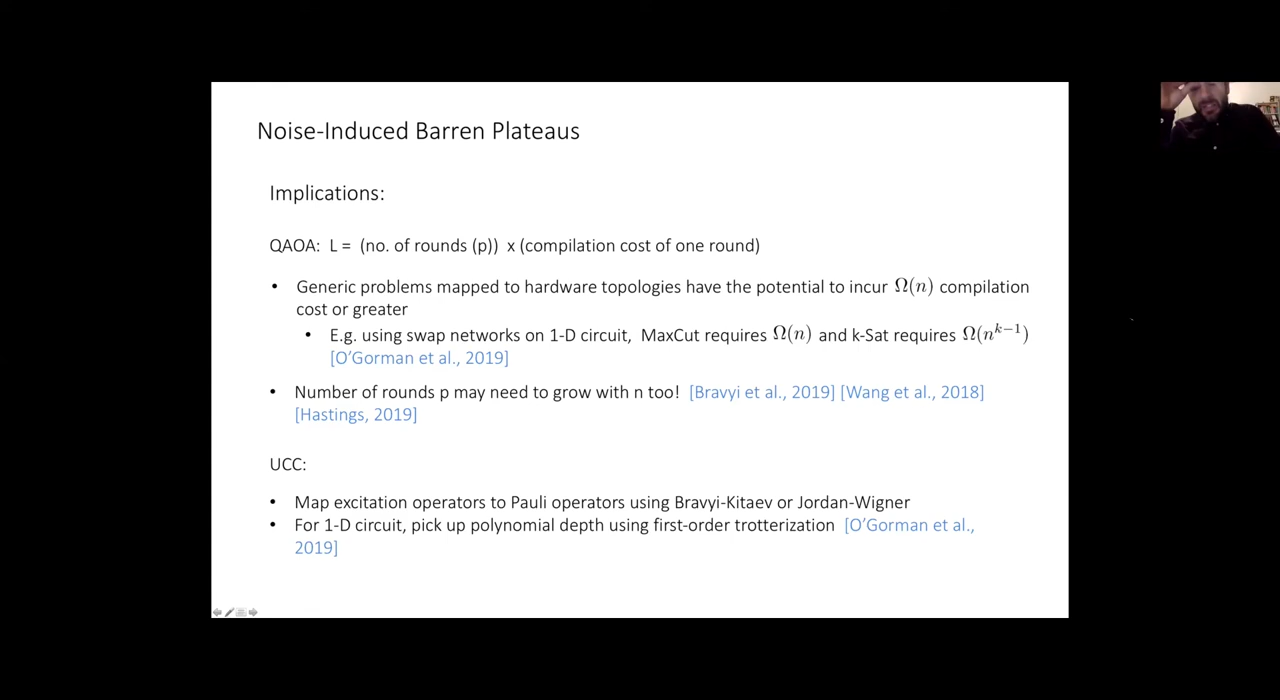 Noise-Induced Barren Plateaus
Implications:
QAOA: L = (no. of rounds (p)) x (compilation cost of one round)
• Generic problems mapped to hardware topologies have the potential to incur Ω(n) compilation
cost or greater
• E.g. using swap networks on 1-D circuit, MaxCut requires Ω(n) and k-Sat requires Ω(n^{k−1})
[O’Gorman et al., 2019]
• Number of rounds p may need to grow with n too! [Bravyi et al., 2019] [Wang et al., 2018]
[Hastings, 2019]
UCC:
• Map excitation operators to Pauli operators using Bravyi-Kitaev or Jordan-Wigner
• For 1-D circuit, pick up polynomial depth using first-order trotterization [O’Gorman et al.,
2019]